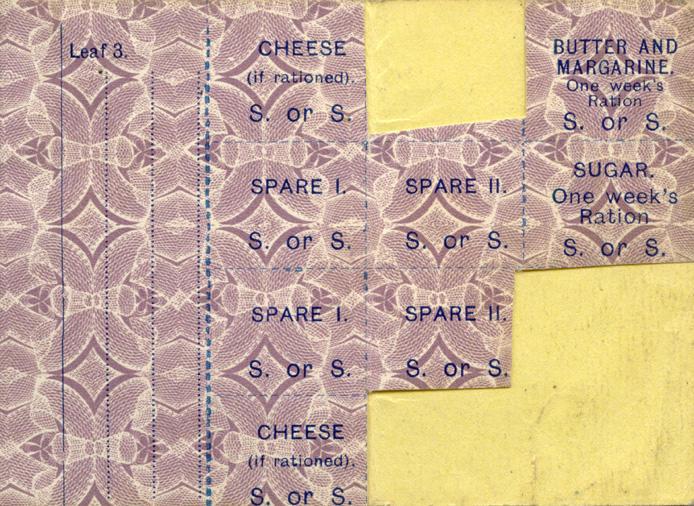 Leaf 3.
CHEESE
(if rationed).
S. or S.
BUTTER AND
MARGARINE.
One week's
Ration
S. or S.
SPARE I.
S. or S.
SPARE II.
S. or S.
SUGAR.
One week's
Ration
S. or S.
SPARE I.
S. or S.
SPARE II.
S. or S.
CHEESE
(if rationed).
S. or S.